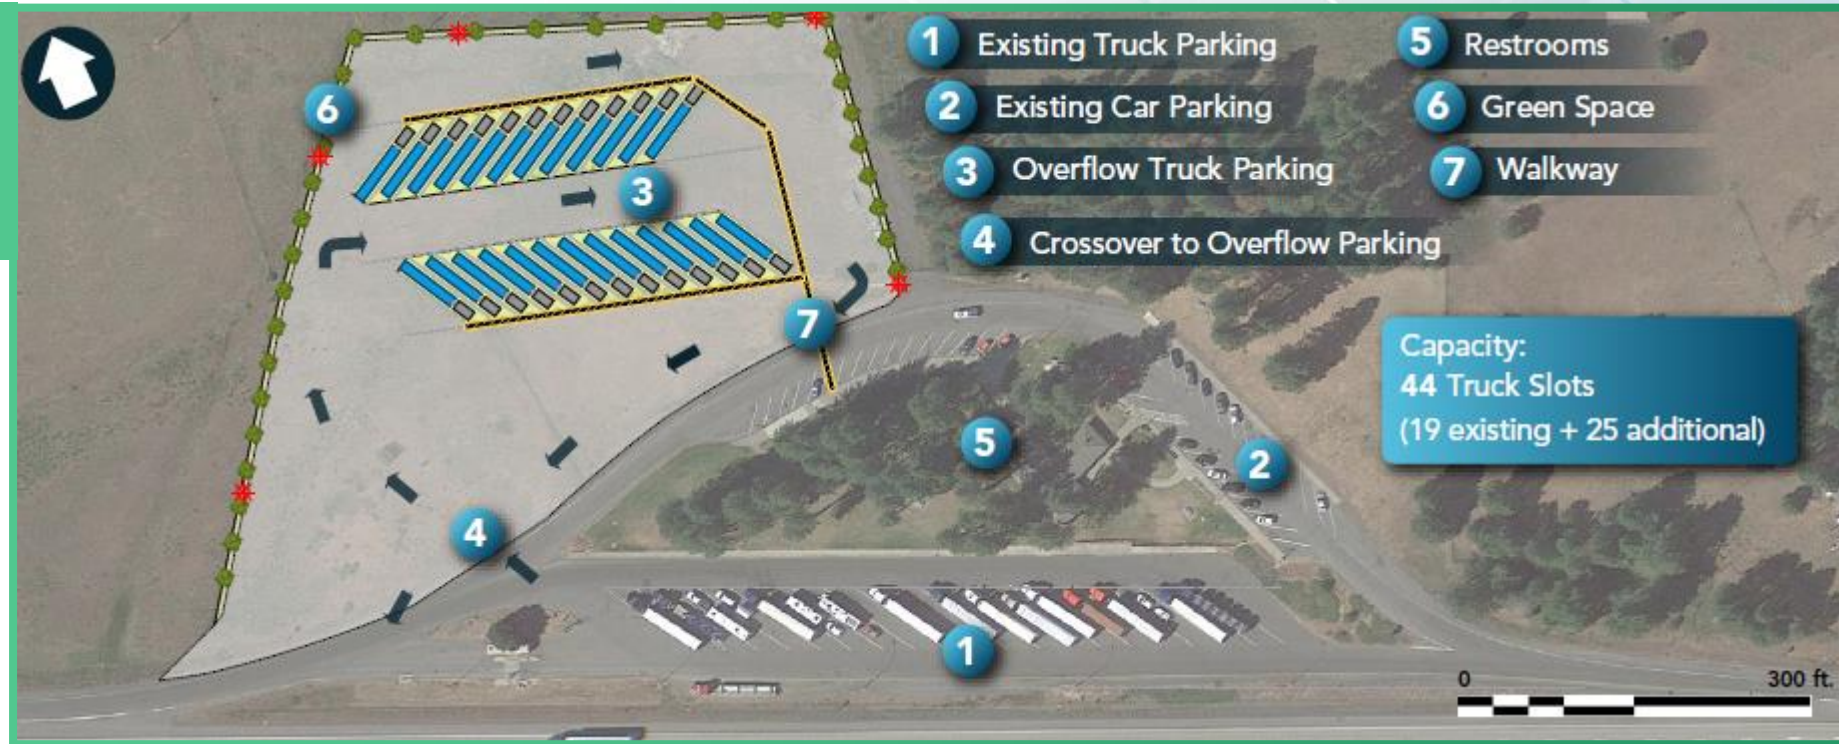 1 Existing Truck Parking
2 Existing Car Parking
3 Overflow Truck Parking
4 Crossover to Overflow Parking
5 Restrooms
6 Green Space
7 Walkway
6
3
7
5
2
4
1
Capacity:
44 Truck Slots
(19 existing + 25 additional)
0 300 ft.